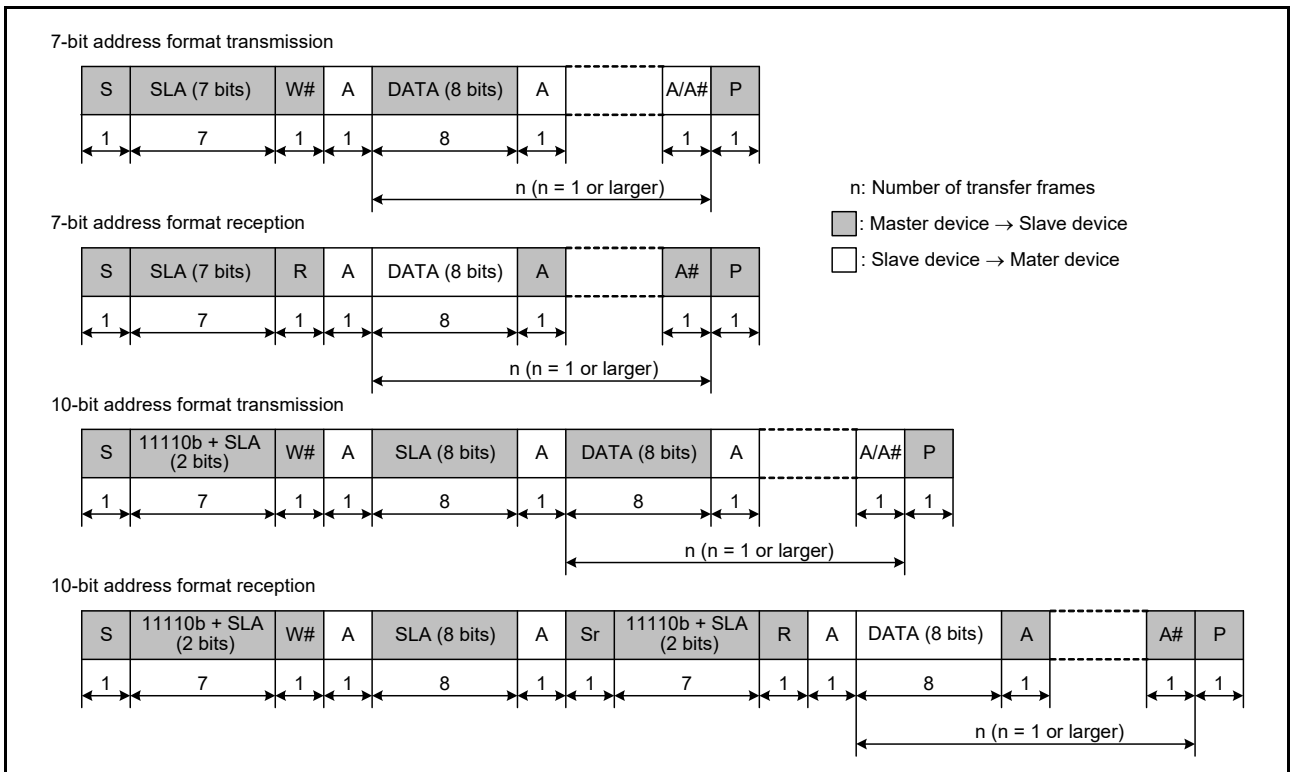 7-bit address format transmission
S SLA (7 bits) W# A DATA (8 bits) A A/A# P
1 7 1 1 8 1 1 1
n (n = 1 or larger)
n: Number of transfer frames
: Master device → Slave device
: Slave device → Mater device
7-bit address format reception
S SLA (7 bits) R A DATA (8 bits) A A# P
1 7 1 1 8 1 1 1
n (n = 1 or larger)
10-bit address format transmission
S 11110b + SLA (2 bits) W# A SLA (8 bits) A DATA (8 bits) A A/A# P
1 7 1 1 8 1 8 1 1 1
n (n = 1 or larger)
10-bit address format reception
S 11110b + SLA (2 bits) W# A SLA (8 bits) A Sr 11110b + SLA (2 bits) R A DATA (8 bits) A A# P
1 7 1 1 8 1 1 7 1 1 8 1 1 1
n (n = 1 or larger)